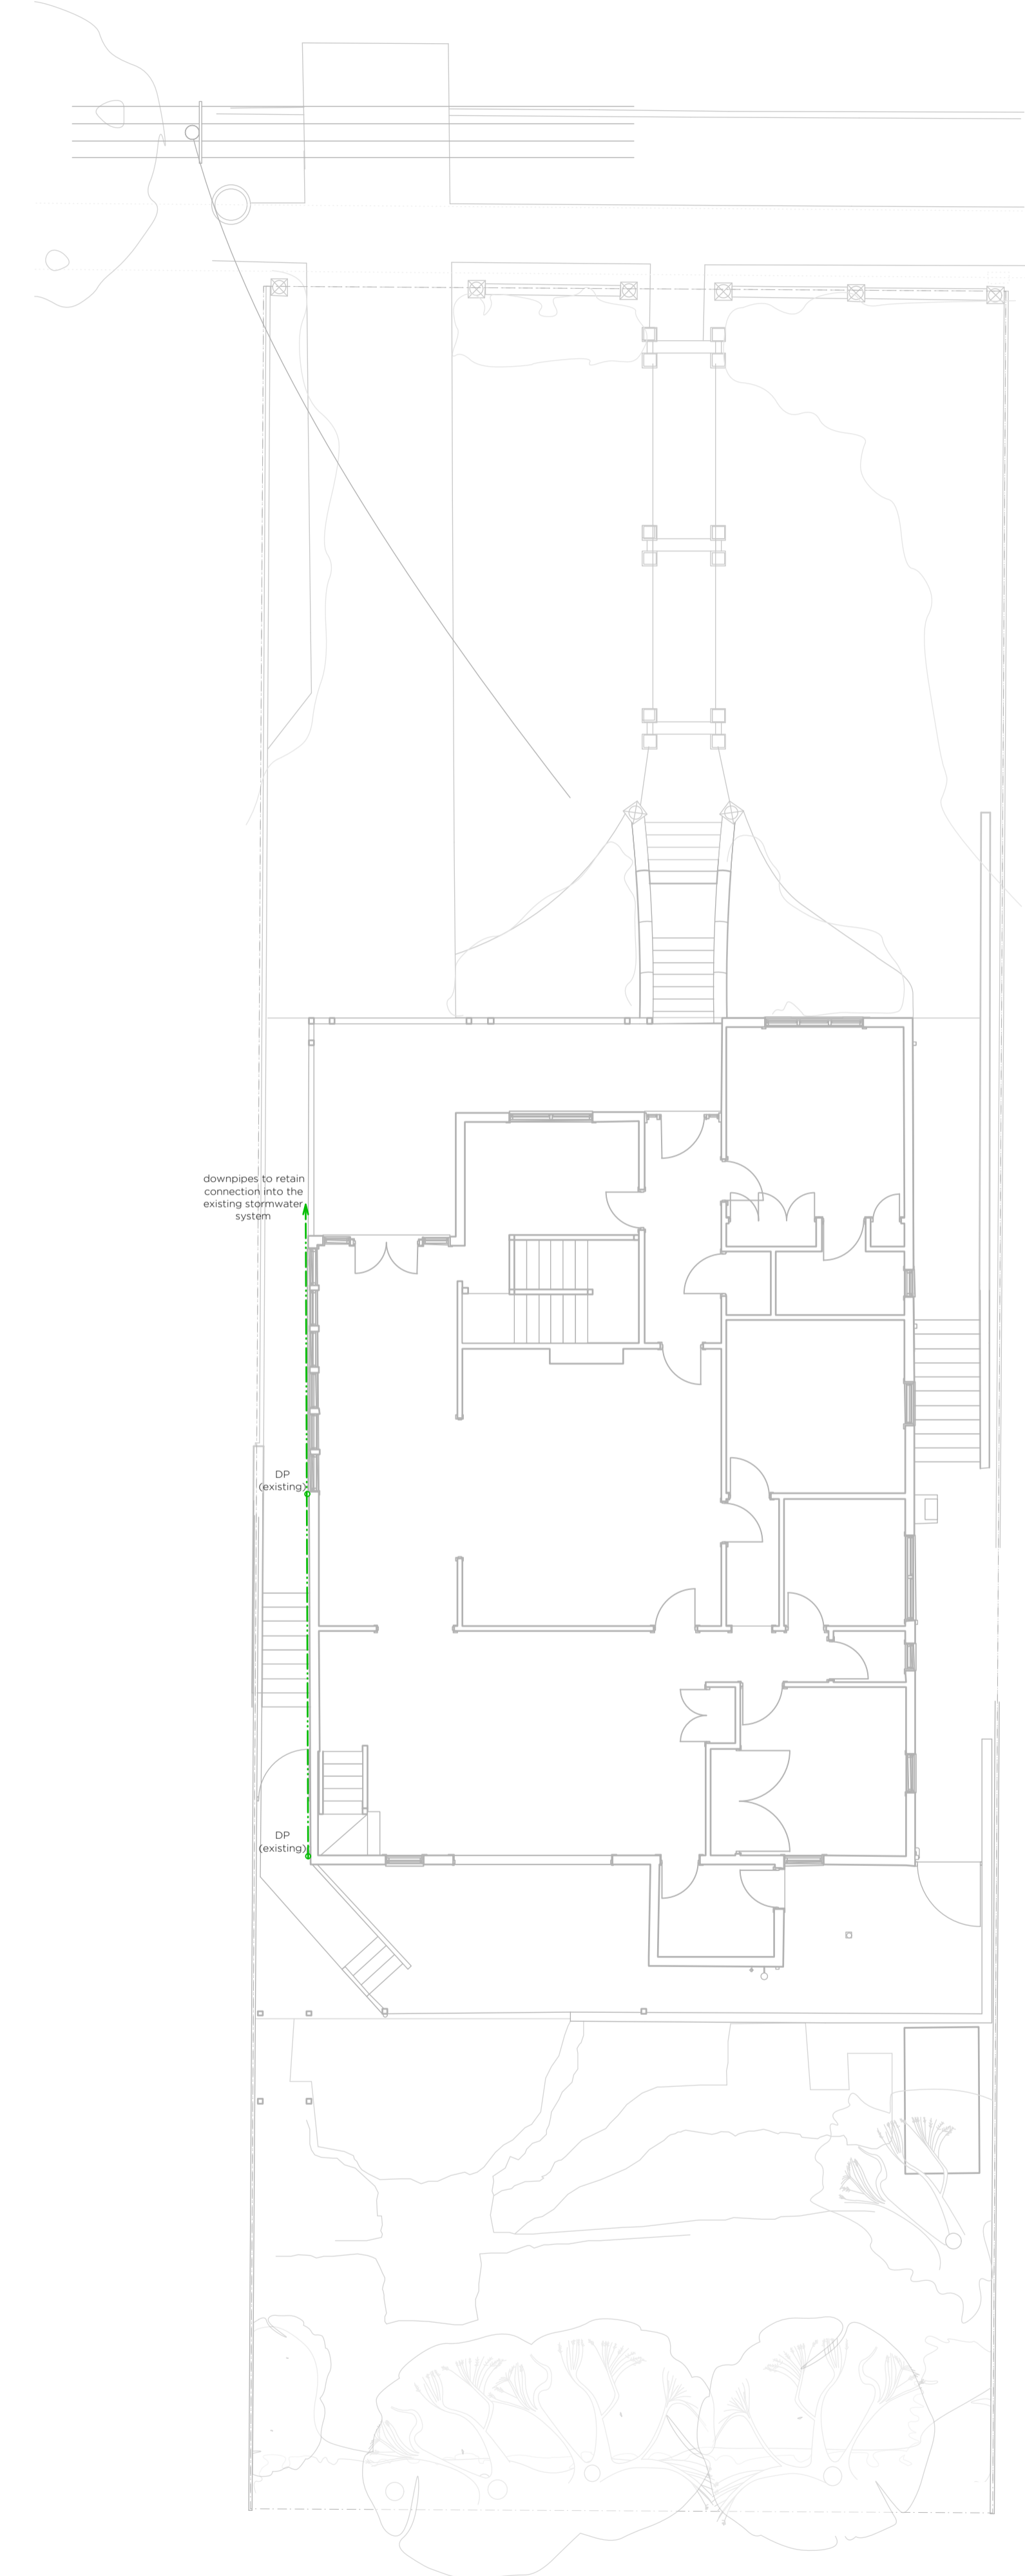 downpipes to retain
connection into the
existing stormwater
system
DP
(existing)
DP
(existing)